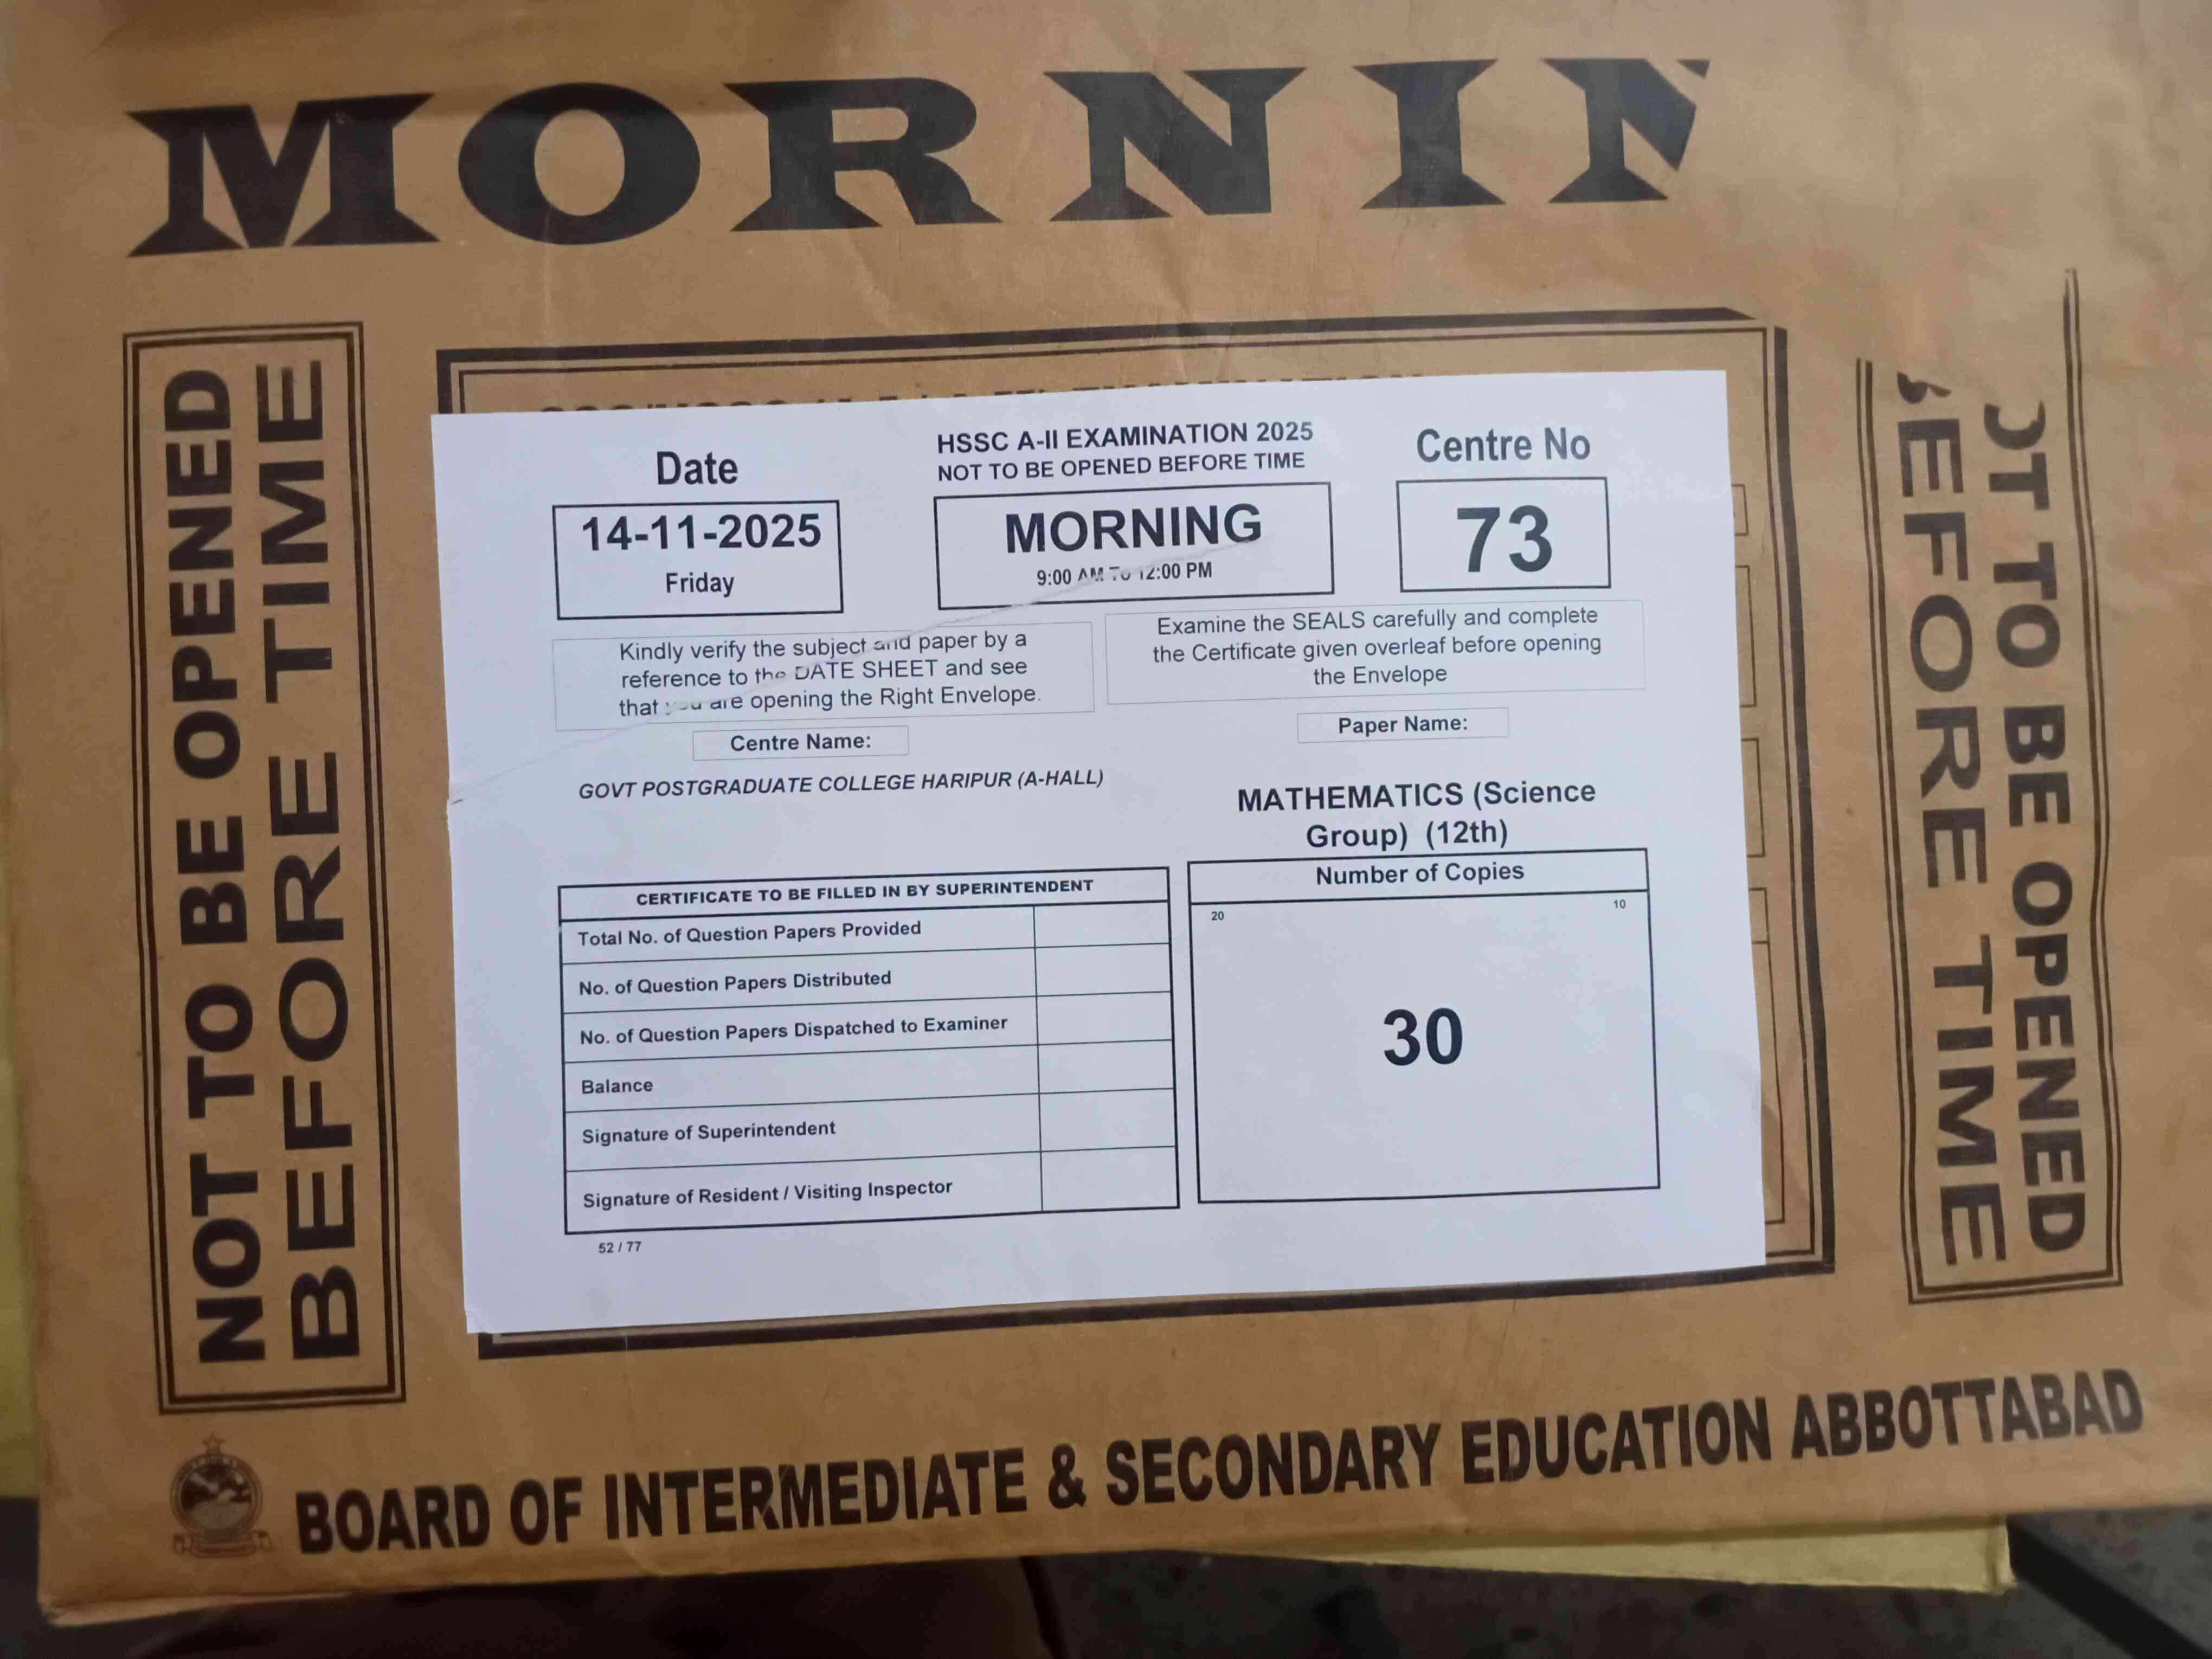 MORNIN
NOT TO BE OPENED
BEFORE TIME
HSSC A-II EXAMINATION 2025
NOT TO BE OPENED BEFORE TIME
Date
14-11-2025
Friday
MORNING
9:00 AM TO 12:00 PM
Centre No
73
Kindly verify the subject and paper by a
reference to the DATE SHEET and see
that you are opening the Right Envelope.
Examine the SEALS carefully and complete
the Certificate given overleaf before opening
the Envelope
Centre Name:
GOVT POSTGRADUATE COLLEGE HARIPUR (A-HALL)
Paper Name:
MATHEMATICS (Science
Group) (12th)
CERTIFICATE TO BE FILLED IN BY SUPERINTENDENT
Total No. of Question Papers Provided
No. of Question Papers Distributed
No. of Question Papers Dispatched to Examiner
Balance
Signature of Superintendent
Signature of Resident / Visiting Inspector
52 / 77
Number of Copies
20 10
30
OT TO BE OPENED
BEFORE TIME
BOARD OF INTERMEDIATE & SECONDARY EDUCATION ABBOTTABAD